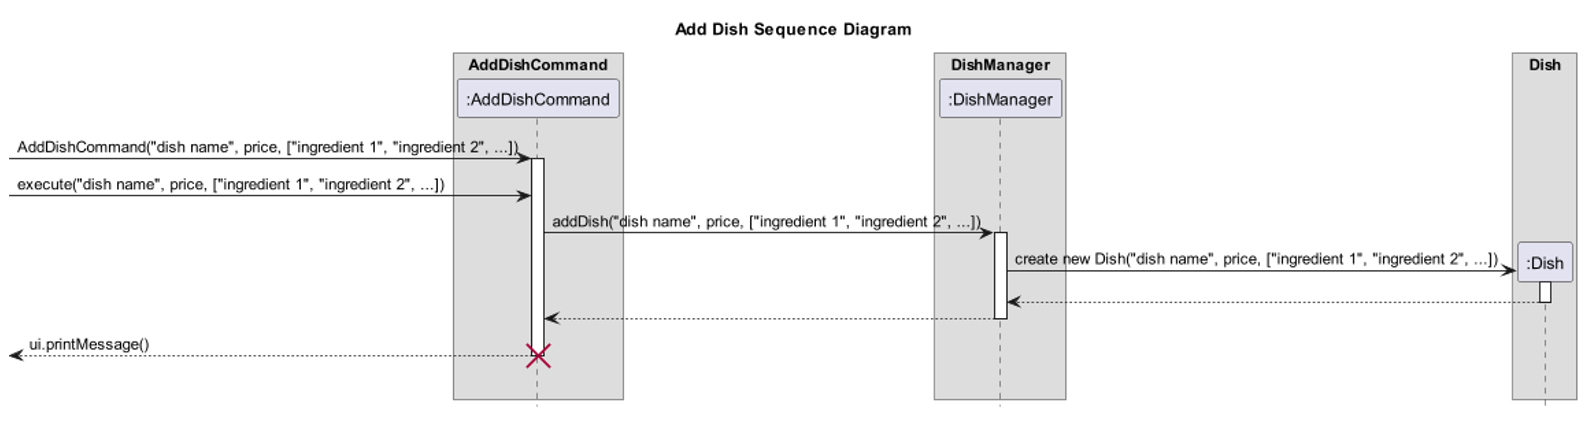 Add Dish Sequence Diagram
AddDishCommand
DishManager
Dish
:AddDishCommand
:DishManager
AddDishCommand("dish name", price, ["ingredient 1", "ingredient 2", ...])
execute("dish name", price, ["ingredient 1", "ingredient 2", ...])
addDish("dish name", price, ["ingredient 1", "ingredient 2", ...])
create new Dish("dish name", price, ["ingredient 1", "ingredient 2", ...])
:Dish
ui.printMessage()